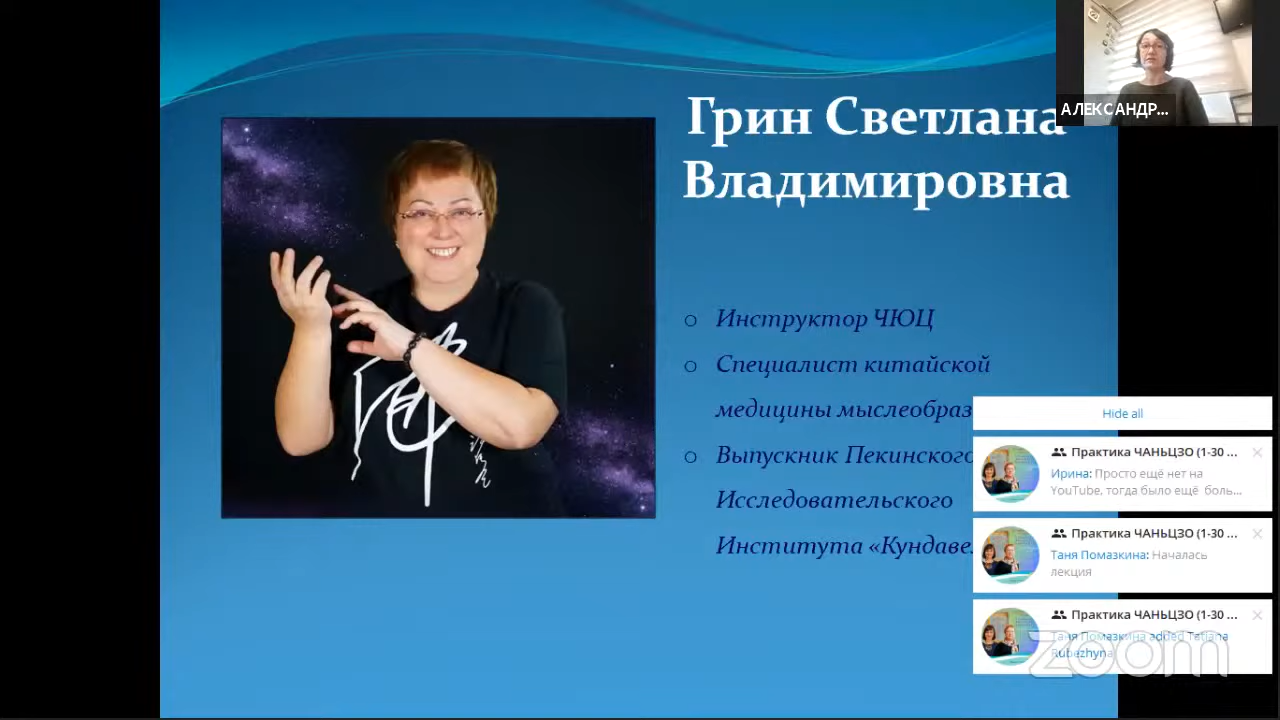 Грин Светлана
Владимировна
АЛЕКСАНДР...
Инструктор ЧЮЦ
Специалист китайской
медицины мыслеобраз
Выпускник Пекинского
Исследовательского
Института «Кундаве
Hide all
Практика ЧАНЬЦЗО (1-30 ...
Ирина: Просто ещё нет на
YouTube, тогда было ещё боль...
Практика ЧАНЬЦЗО (1-30 ...
Таня Помазкина: Началась
лекция
Практика ЧАНЬЦЗО (1-30 ...
Таня Помазкина added Tatiana
Rubezhyna
zoom